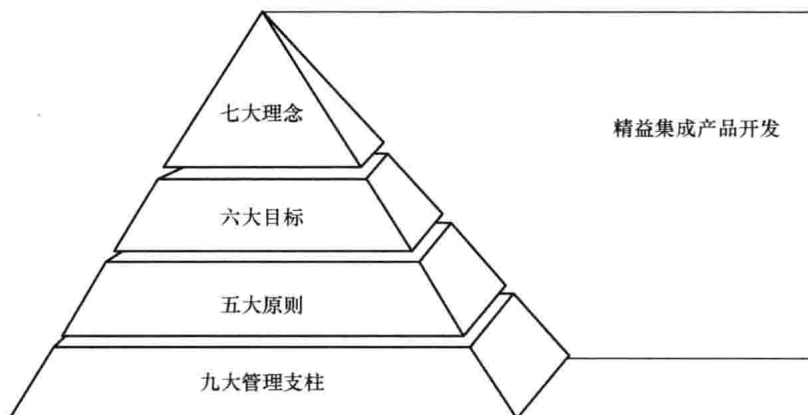 七大理念
精益集成产品开发
六大目标
五大原则
九大管理支柱